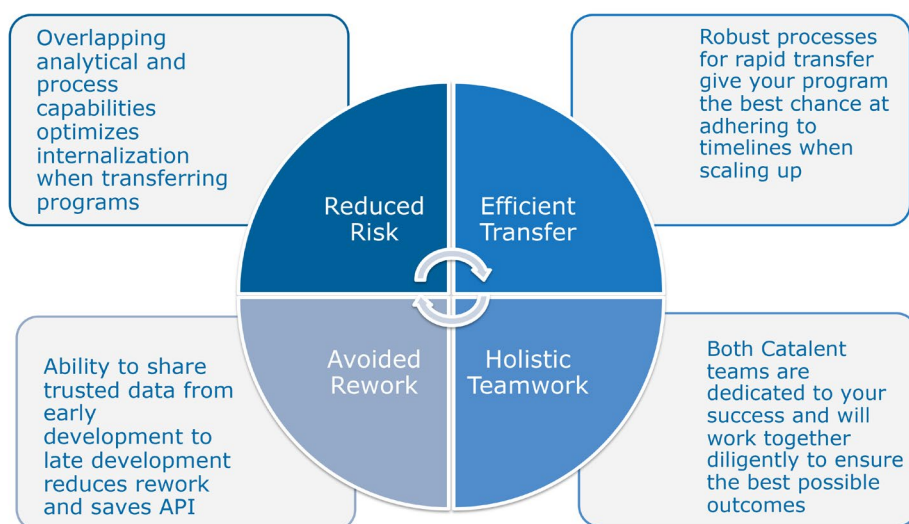 Overlapping
analytical and
process
capabilities
optimizes
internalization
when transferring
programs
Robust processes
for rapid transfer
give your program
the best chance at
adhering to
timelines when
scaling up
Reduced
Risk
Efficient
Transfer
Avoided
Rework
Holistic
Teamwork
Ability to share
trusted data from
early
development to
late development
reduces rework
and saves API
Both Catalent
teams are
dedicated to your
success and will
work together
diligently to ensure
the best possible
outcomes